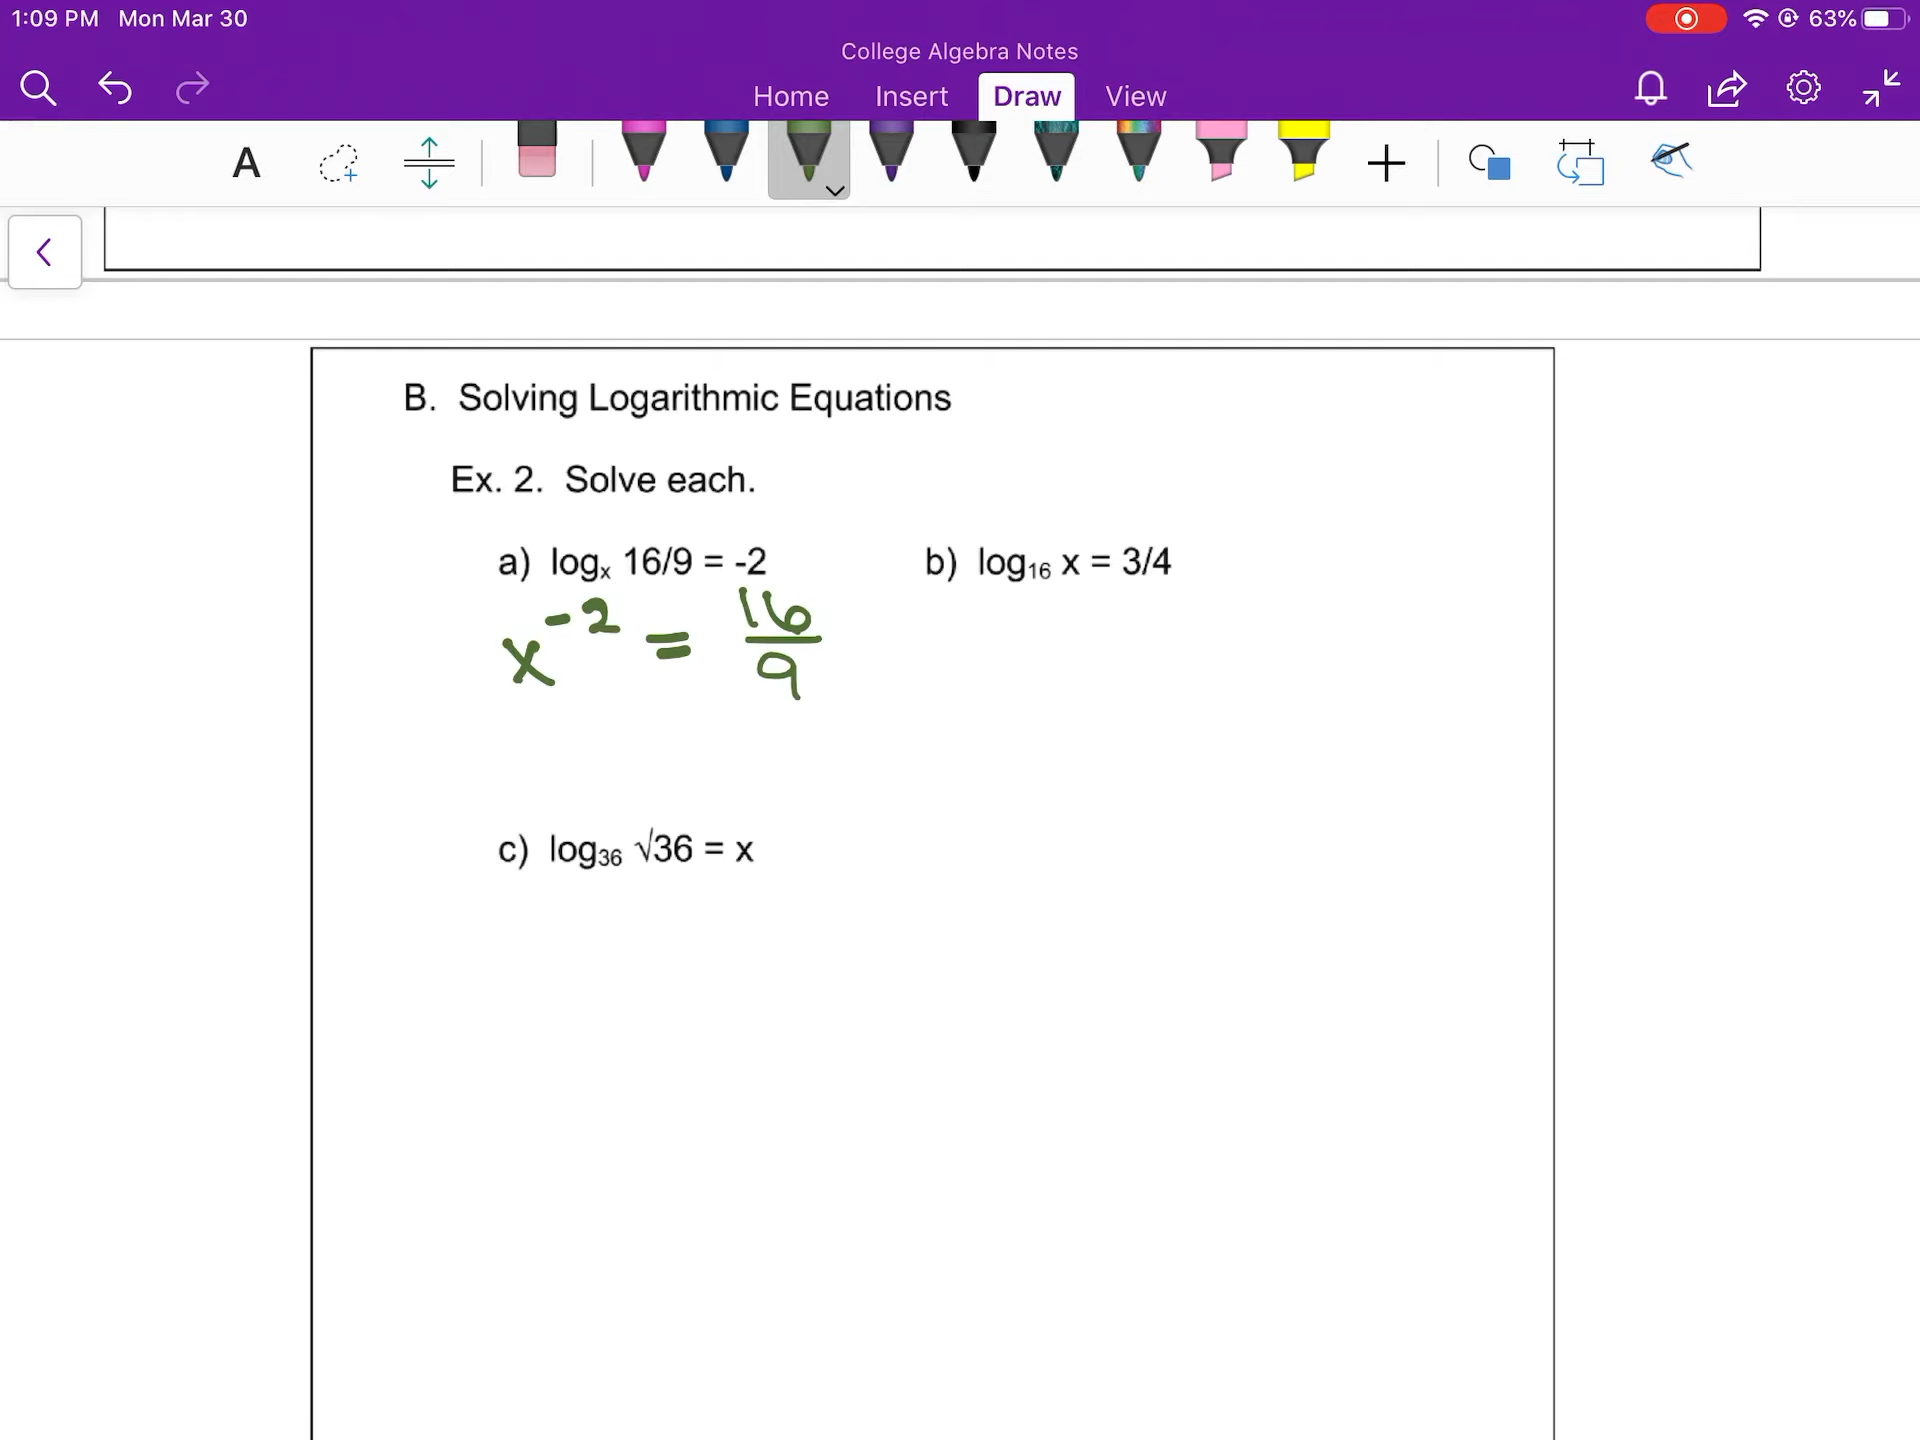 1:09 PM Mon Mar 30 63%
College Algebra Notes
Home Insert Draw View
A
B. Solving Logarithmic Equations
Ex. 2. Solve each.
a) logₓ 16/9 = -2 b) log₁₆ x = 3/4
x⁻² = 16/9
c) log₃₆ √36 = x